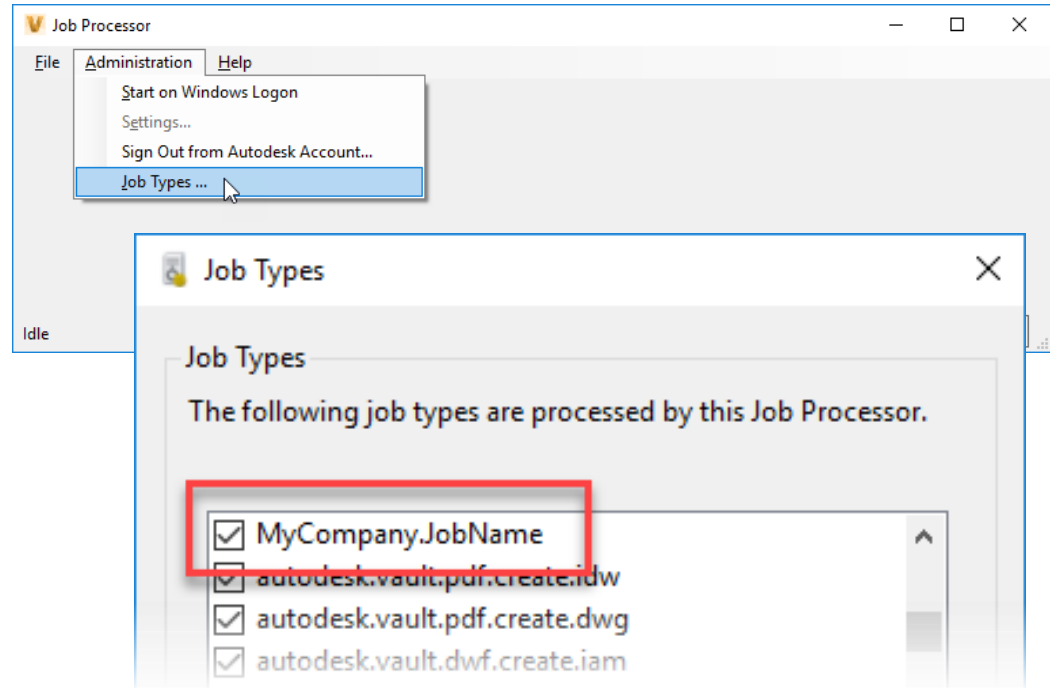 Job Processor
File Administration Help
Start on Windows Logon
Settings...
Sign Out from Autodesk Account...
Job Types ...
Job Types
Idle
Job Types
The following job types are processed by this Job Processor.
MyCompany.JobName
autodesk.vault.pdf.create.idw
autodesk.vault.pdf.create.dwg
autodesk.vault.dwf.create.iam